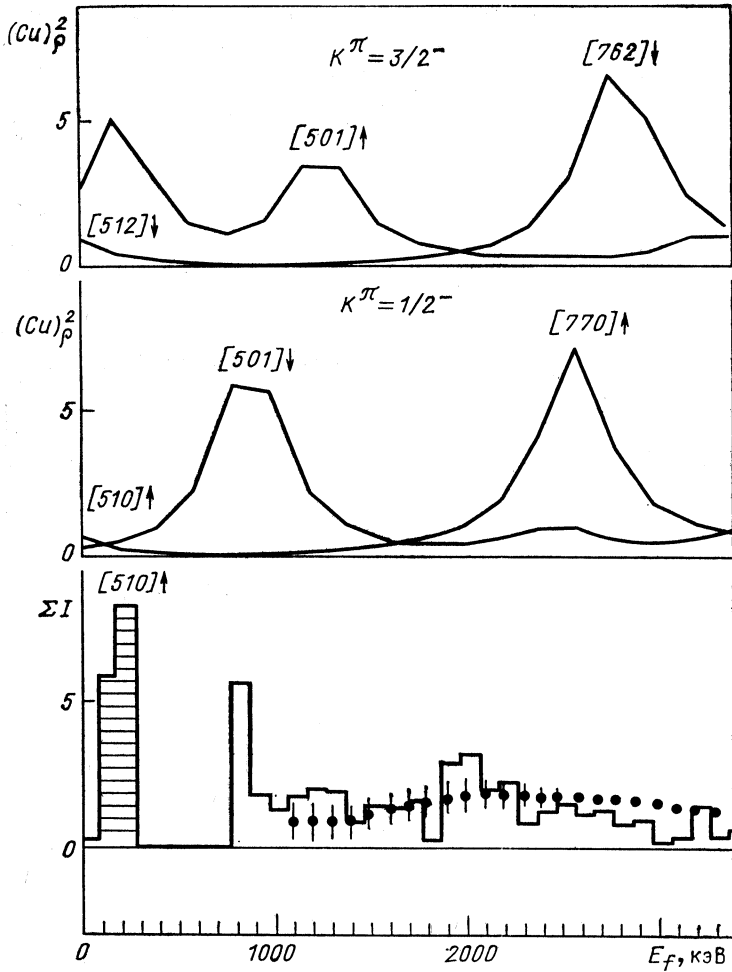 (Cu)²ᵨ
K^π = 3/2⁻
[762]↓
5
[501]↑
[512]↓
0
K^π = 1/2⁻
(Cu)²ᵨ
[770]↑
[501]↓
5
[510]↑
0
[510]↑
ΣI
5
0
0 1000 2000 E_f, кэВ